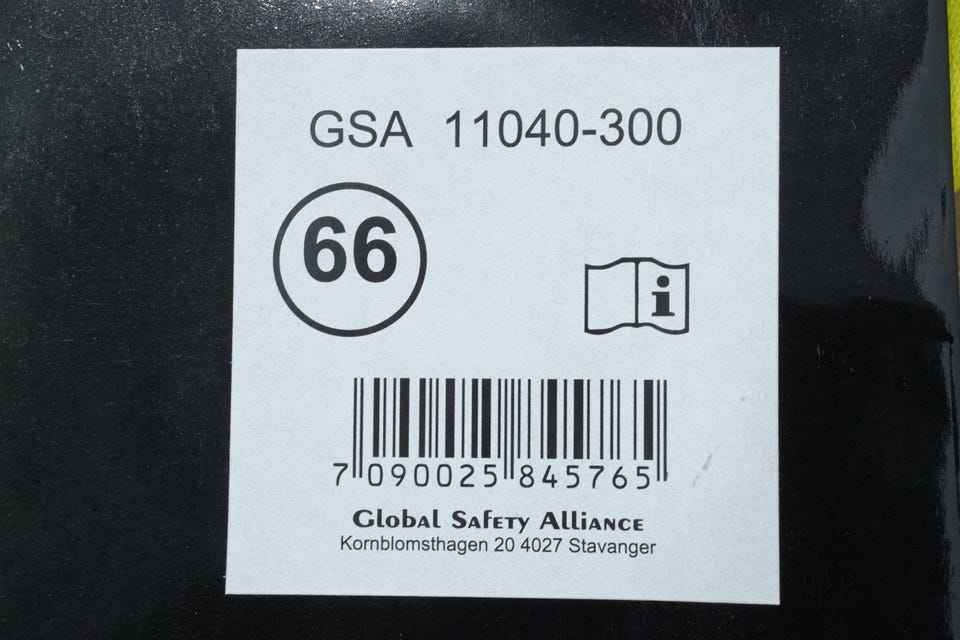 GSA 11040-300
66
i
7 090025 845765
Global Safety Alliance
Kornblomsthagen 20 4027 Stavanger